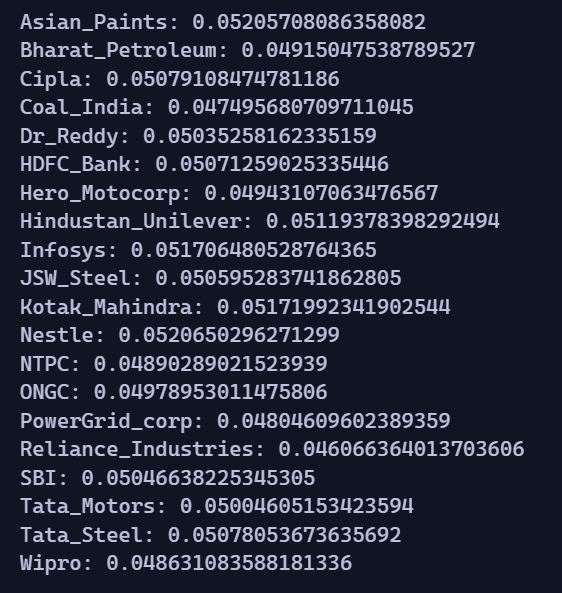 Asian_Paints: 0.05205708086358082
Bharat_Petroleum: 0.04915047538789527
Cipla: 0.05079108474781186
Coal_India: 0.047495680709711045
Dr_Reddy: 0.05035258162335159
HDFC_Bank: 0.05071259025335446
Hero_Motocorp: 0.04943107063476567
Hindustan_Unilever: 0.05119378398292494
Infosys: 0.051706480528764365
JSW_Steel: 0.050595283741862805
Kotak_Mahindra: 0.05171992341902544
Nestle: 0.0520650296271299
NTPC: 0.04890289021523939
ONGC: 0.04978953011475806
PowerGrid_corp: 0.04804609602389359
Reliance_Industries: 0.046066364013703606
SBI: 0.05046638225345305
Tata_Motors: 0.05004605153423594
Tata_Steel: 0.05078053673635692
Wipro: 0.048631083588181336